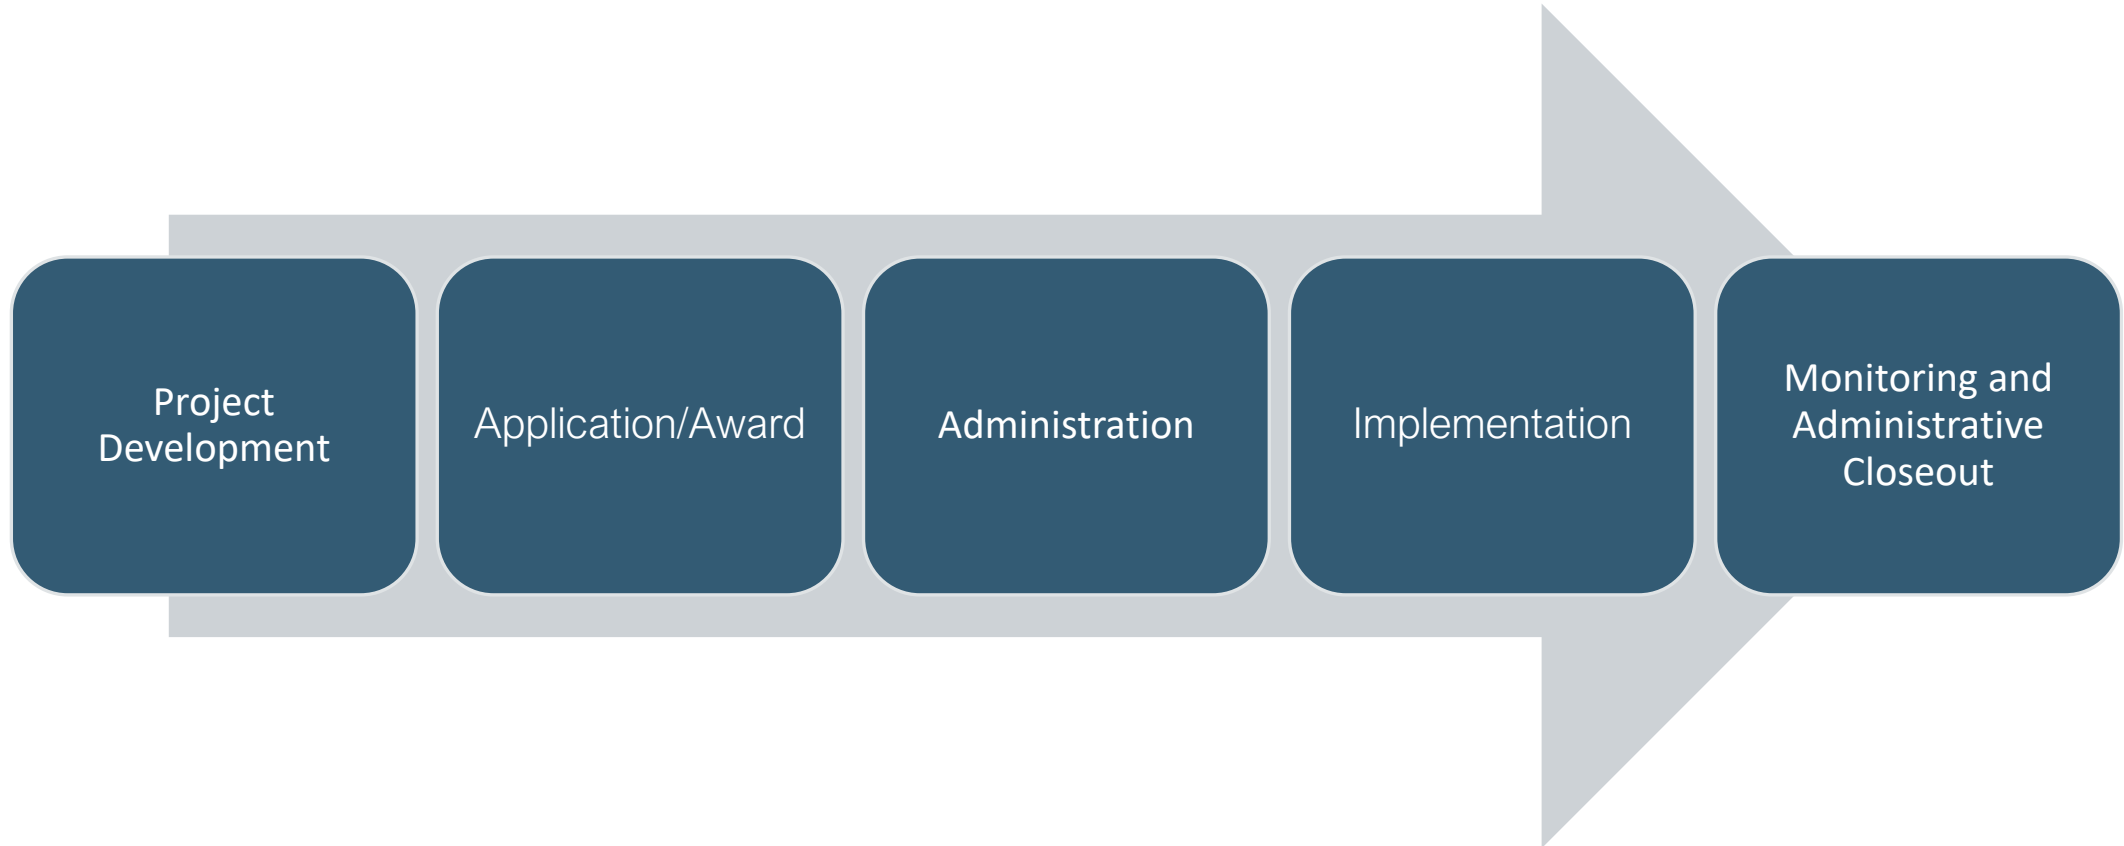 Project
Development
Application/Award
Administration
Implementation
Monitoring and
Administrative
Closeout